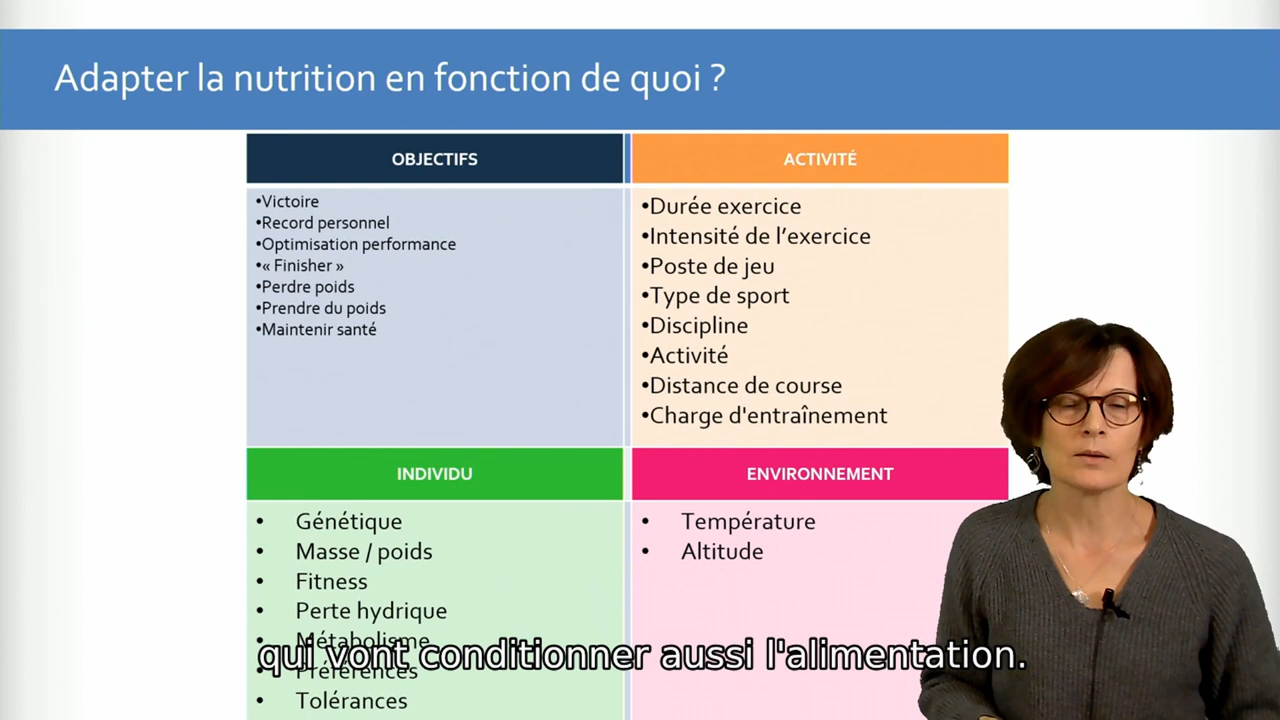 Adapter la nutrition en fonction de quoi ?
OBJECTIFS
•Victoire
•Record personnel
•Optimisation performance
•« Finisher »
•Perdre poids
•Prendre du poids
•Maintenir santé
ACTIVITÉ
•Durée exercice
•Intensité de l’exercice
•Poste de jeu
•Type de sport
•Discipline
•Activité
•Distance de course
•Charge d'entraînement
INDIVIDU
• Génétique
• Masse / poids
• Fitness
• Perte hydrique
• Métabolisme
• Préférences
• Tolérances
ENVIRONNEMENT
• Température
• Altitude
qui vont conditionner aussi l'alimentation.